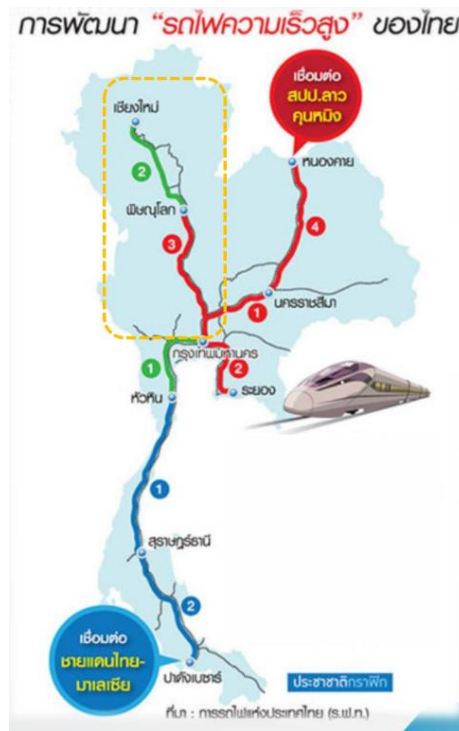 การพัฒนา "รถไฟความเร็วสูง" ของไทย
เชื่อมต่อ
สปป.ลาว
คุนหมิง
เชียงใหม่
หนองคาย
2
พิษณุโลก
4
3
นครราชสีมา
1
กรุงเทพมหานคร
1
2
หัวหิน
ระยอง
1
สุราษฎร์ธานี
2
เชื่อมต่อ
ชายแดนไทย-
มาเลเซีย
ปาดังเบซาร์
ประชาชาติกราฟิก
ที่มา : การรถไฟแห่งประเทศไทย (ร.ฟ.ท.)